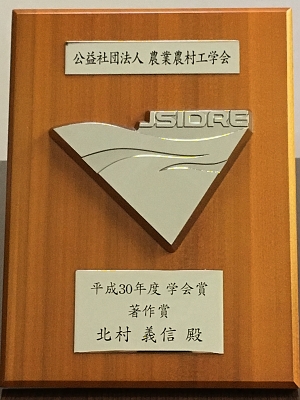 公益社団法人 農業農村工学会
JSIDRE
平成30年度 学会賞
著作賞
北村 義信 殿